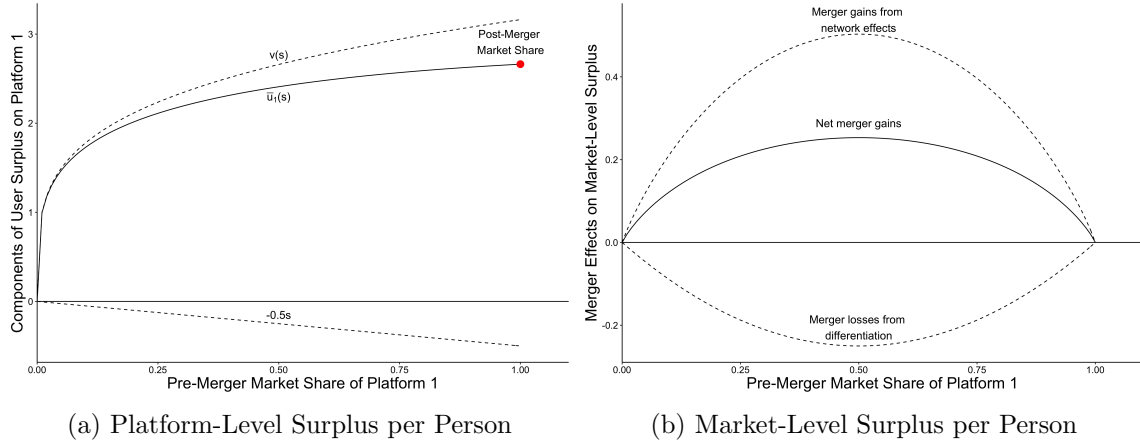 Components of User Surplus on Platform 1
3
2
1
0
v(s)
Post-Merger
Market Share
u̅₁(s)
-0.5s
0.00
0.25
0.50
0.75
1.00
Pre-Merger Market Share of Platform 1
(a) Platform-Level Surplus per Person
Merger Effects on Market-Level Surplus
0.4
0.2
0.0
-0.2
Merger gains from
network effects
Net merger gains
Merger losses from
differentiation
0.00
0.25
0.50
0.75
1.00
Pre-Merger Market Share of Platform 1
(b) Market-Level Surplus per Person